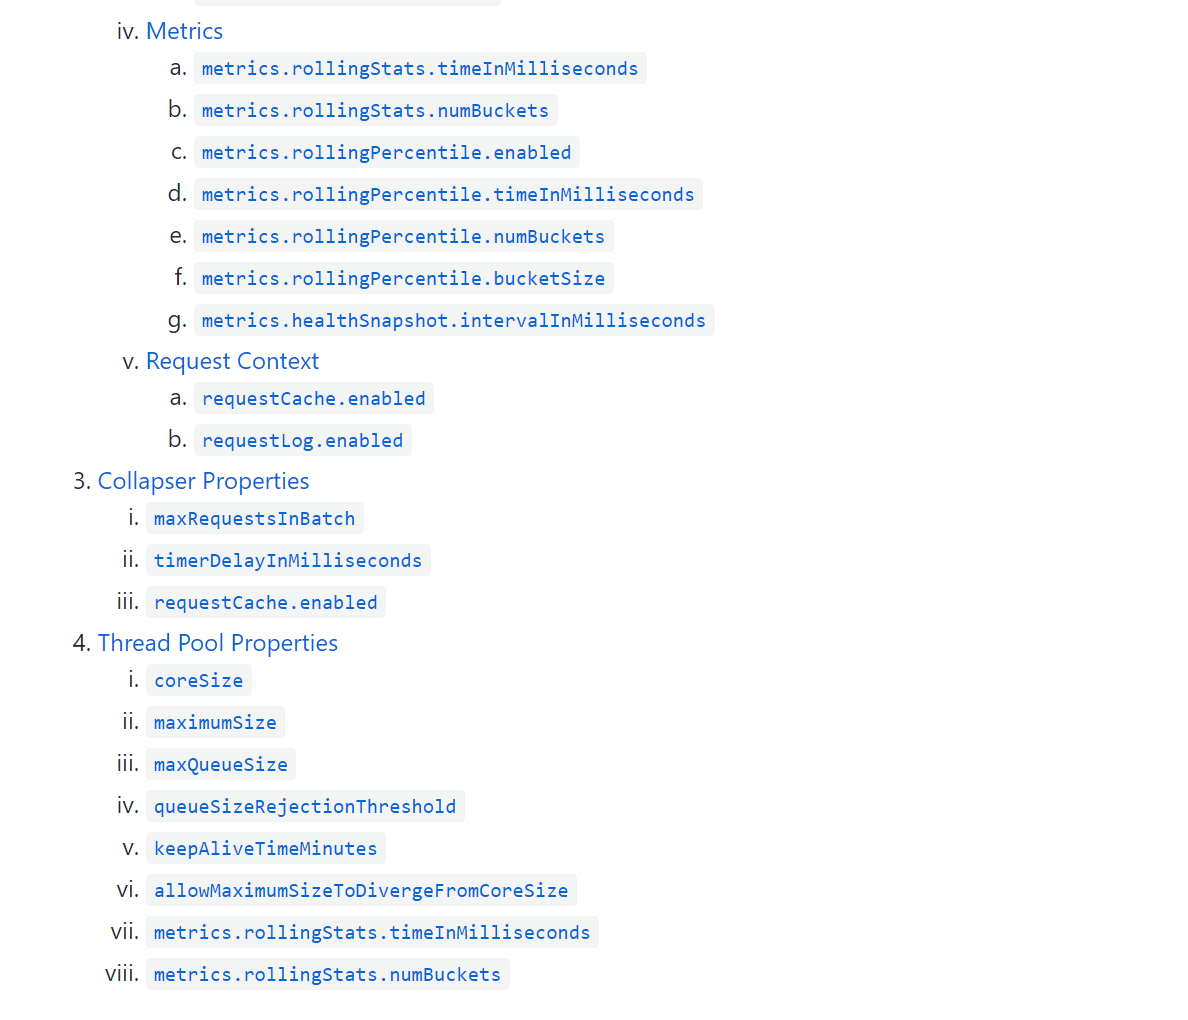 iv. Metrics
a. metrics.rollingStats.timeInMilliseconds
b. metrics.rollingStats.numBuckets
c. metrics.rollingPercentile.enabled
d. metrics.rollingPercentile.timeInMilliseconds
e. metrics.rollingPercentile.numBuckets
f. metrics.rollingPercentile.bucketSize
g. metrics.healthSnapshot.intervalInMilliseconds
v. Request Context
a. requestCache.enabled
b. requestLog.enabled
3. Collapser Properties
i. maxRequestsInBatch
ii. timerDelayInMilliseconds
iii. requestCache.enabled
4. Thread Pool Properties
i. coreSize
ii. maximumSize
iii. maxQueueSize
iv. queueSizeRejectionThreshold
v. keepAliveTimeMinutes
vi. allowMaximumSizeToDivergeFromCoreSize
vii. metrics.rollingStats.timeInMilliseconds
viii. metrics.rollingStats.numBuckets